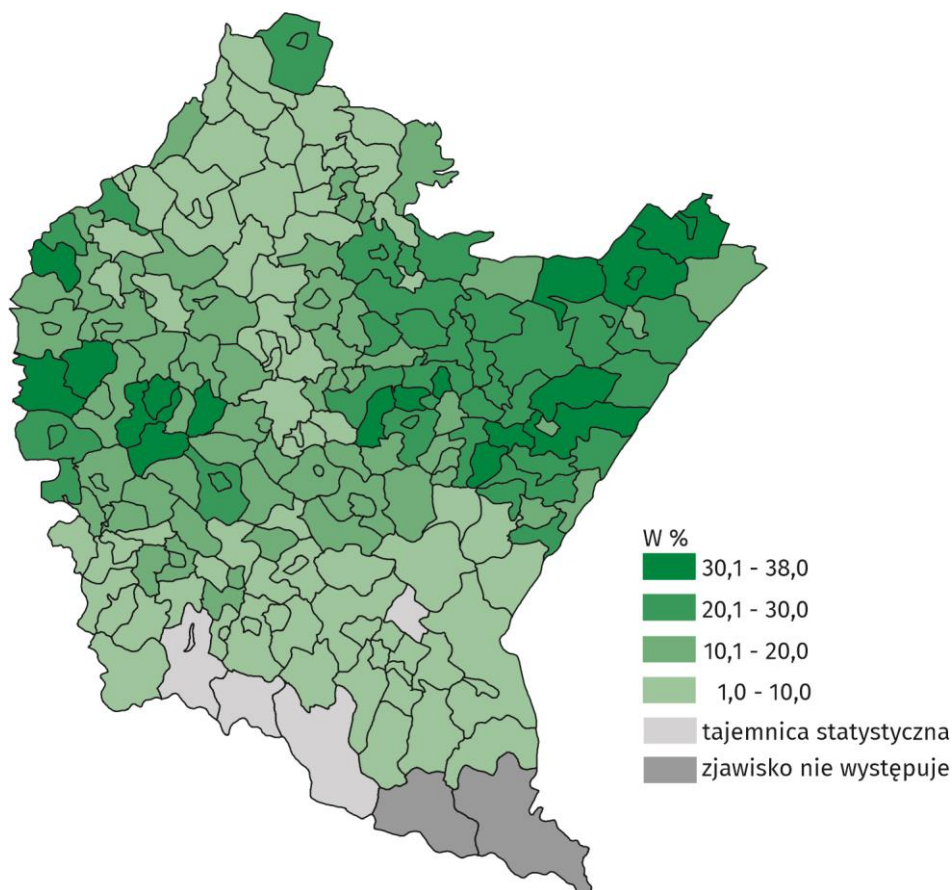 W %
30,1 - 38,0
20,1 - 30,0
10,1 - 20,0
1,0 - 10,0
tajemnica statystyczna
zjawisko nie występuje